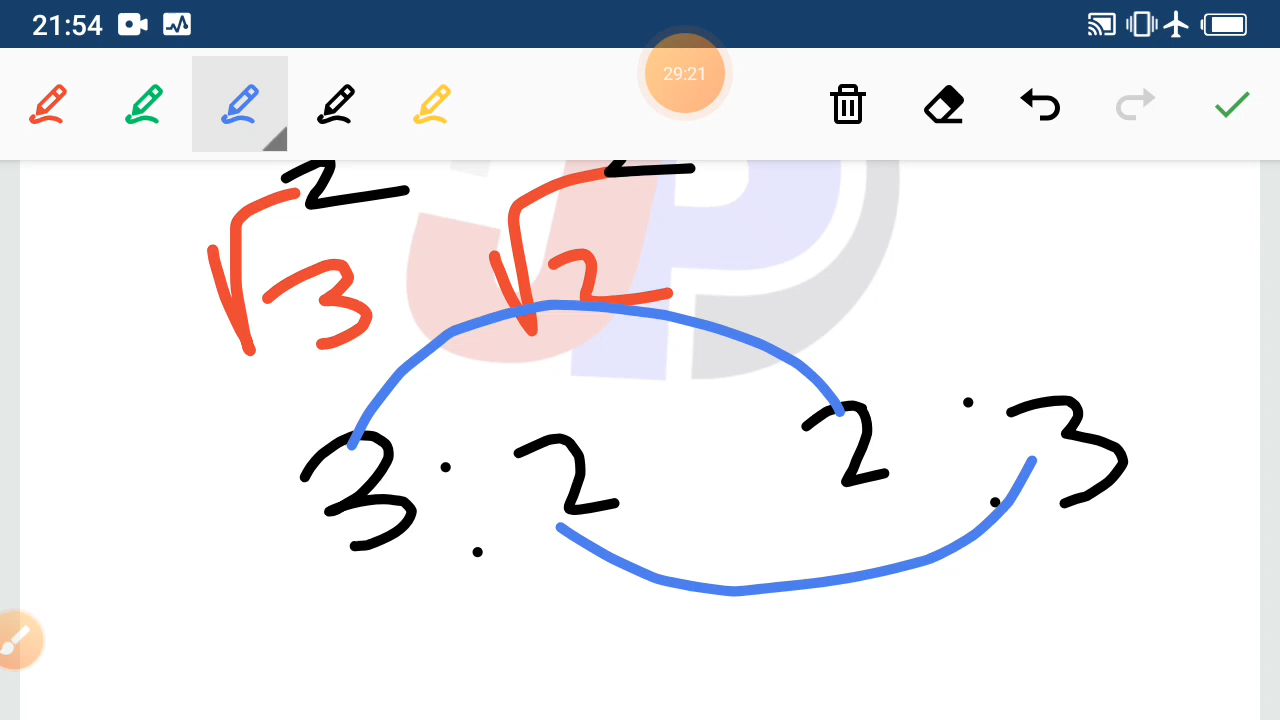 21:54
29:21
2 2
√3 √2
3 : 2 2 : 3